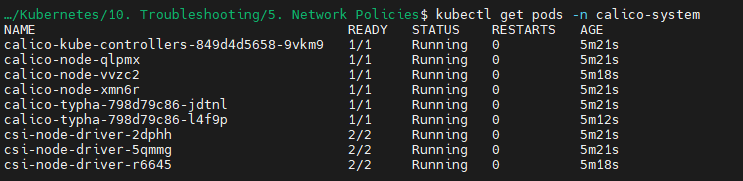 …/Kubernetes/10. Troubleshooting/5. Network Policies$ kubectl get pods -n calico-system
NAME READY STATUS RESTARTS AGE
calico-kube-controllers-849d4d5658-9vkm9 1/1 Running 0 5m21s
calico-node-qlpmx 1/1 Running 0 5m21s
calico-node-vvzc2 1/1 Running 0 5m18s
calico-node-xmn6r 1/1 Running 0 5m21s
calico-typha-798d79c86-jdtnl 1/1 Running 0 5m21s
calico-typha-798d79c86-l4f9p 1/1 Running 0 5m12s
csi-node-driver-2dphh 2/2 Running 0 5m21s
csi-node-driver-5qmmg 2/2 Running 0 5m21s
csi-node-driver-r6645 2/2 Running 0 5m18s